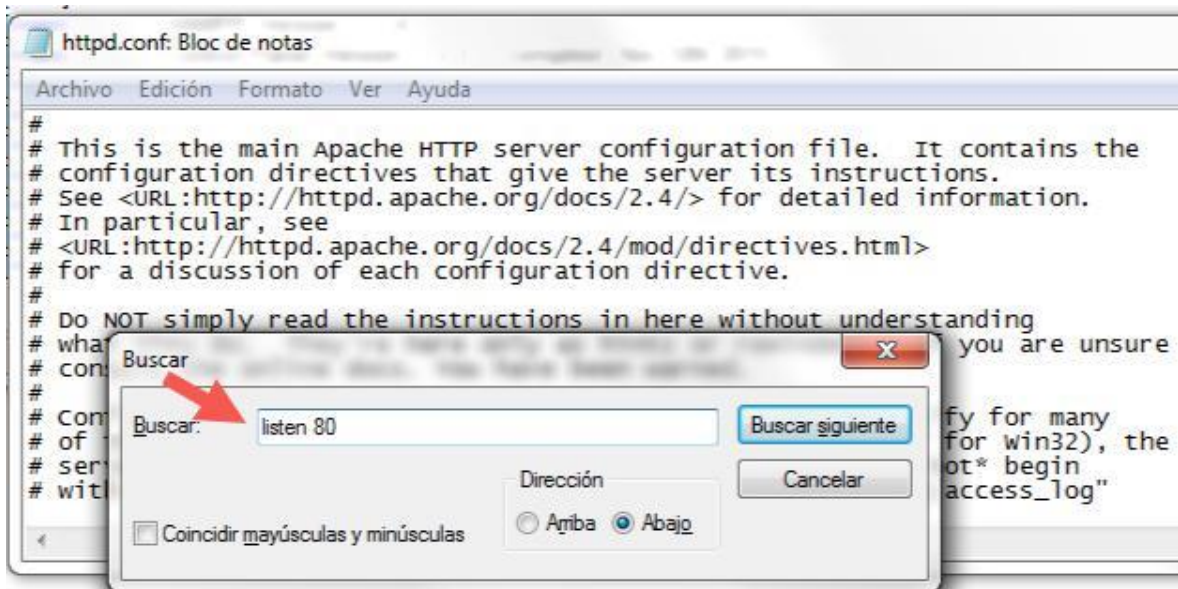 httpd.conf: Bloc de notas
Archivo Edición Formato Ver Ayuda
#
# This is the main Apache HTTP server configuration file. It contains the
# configuration directives that give the server its instructions.
# See <URL:http://httpd.apache.org/docs/2.4/> for detailed information.
# In particular, see
# <URL:http://httpd.apache.org/docs/2.4/mod/directives.html>
# for a discussion of each configuration directive.
#
# Do NOT simply read the instructions in here without understanding
# wha you are unsure
# con
#
# Con fy for many
# of for Win32), the
# ser ot* begin
# wit access_log"
Buscar
Buscar: listen 80 Buscar siguiente
Dirección Cancelar
Coincidir mayúsculas y minúsculas Arriba Abajo